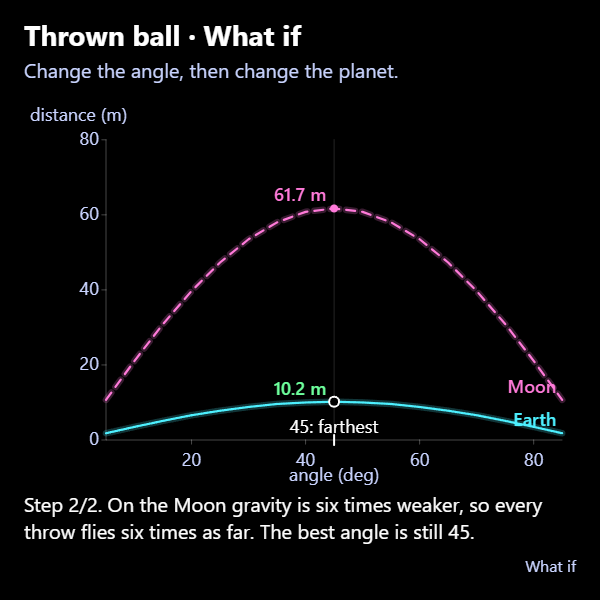 Thrown ball · What if
Change the angle, then change the planet.
distance (m)
80
61.7 m
60
40
20
10.2 m
Moon
Earth
45: farthest
0
20 40 60 80
angle (deg)
Step 2/2. On the Moon gravity is six times weaker, so every
throw flies six times as far. The best angle is still 45.
What if